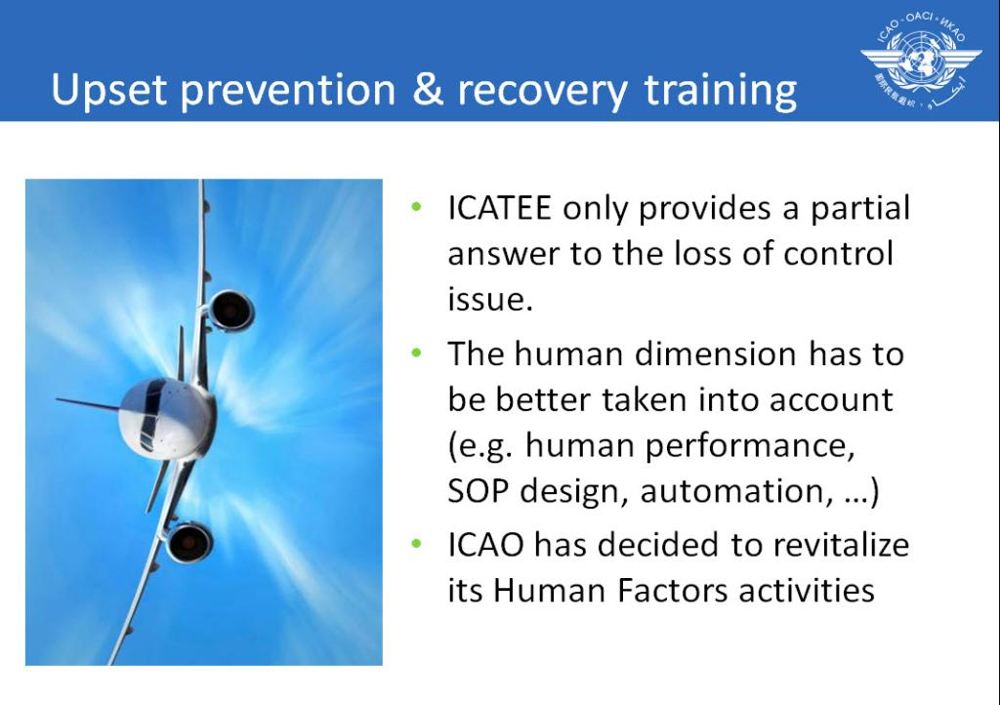 Upset prevention & recovery training
ICAO - OACI - ИКАО
• ICATEE only provides a partial
answer to the loss of control
issue.
• The human dimension has to
be better taken into account
(e.g. human performance,
SOP design, automation, …)
• ICAO has decided to revitalize
its Human Factors activities